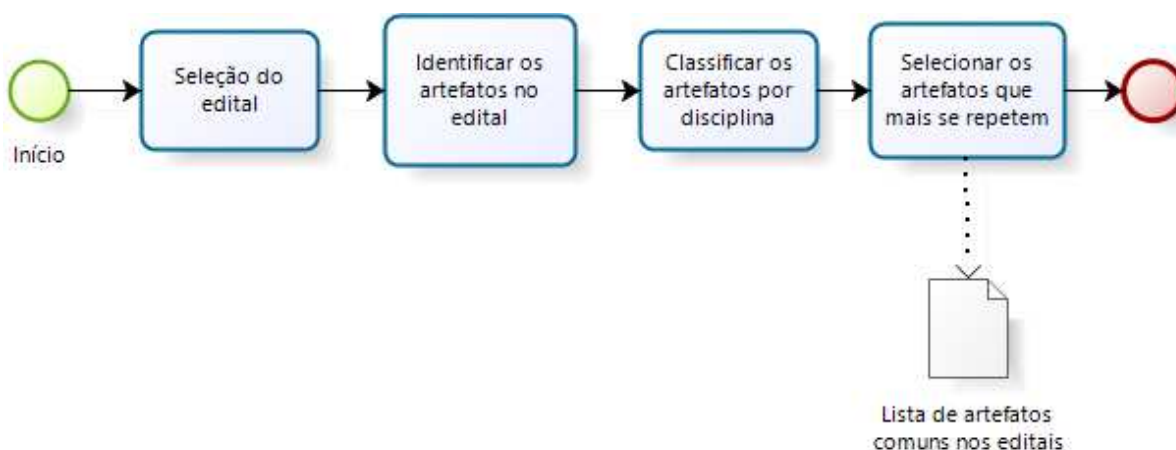 Início
Seleção do
edital
Identificar os
artefatos no
edital
Classificar os
artefatos por
disciplina
Selecionar os
artefatos que
mais se repetem
Lista de artefatos
comuns nos editais